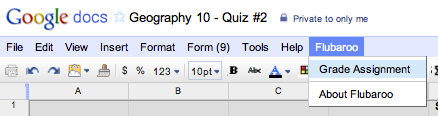 Google docs Geography 10 - Quiz #2 Private to only me
File Edit View Insert Format Form (9) Tools Help Flubaroo
$ % 123 10pt B Abc A
Grade Assignment
About Flubaroo
A B C
1